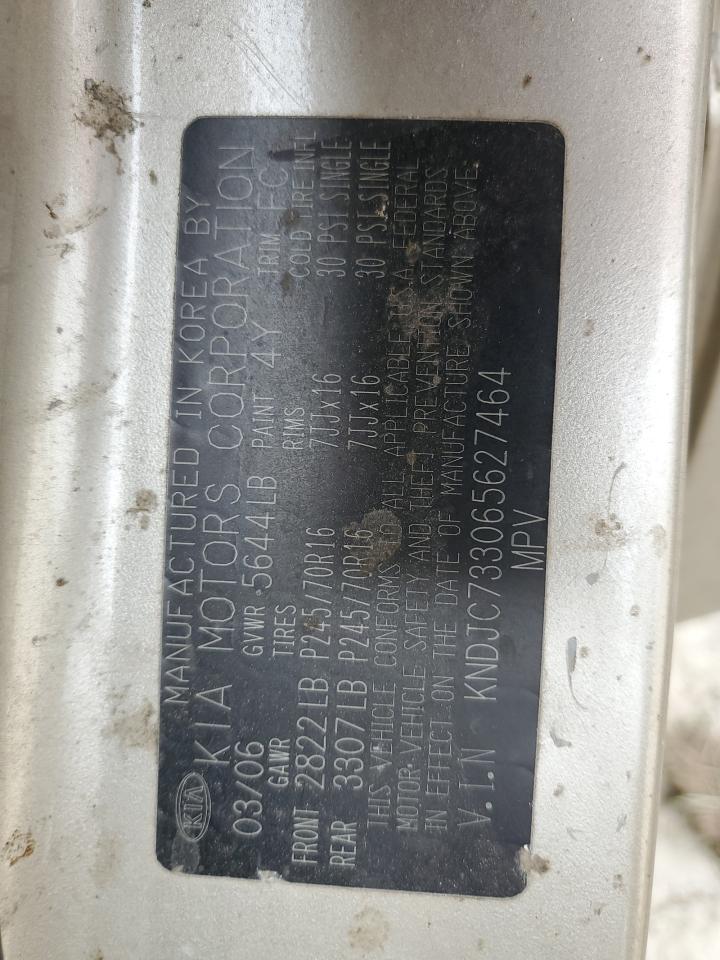 KIA
MANUFACTURED IN KOREA BY
KIA MOTORS CORPORATION
03/06 GVWR 5644LB PAINT 4Y TRIM FC
GAWR TIRES RIMS COLD TIRE INFL
FRONT 2822LB P245/70R16 7JJx16 30 PSI SINGLE
REAR 3307LB P245/70R16 7JJx16 30 PSI SINGLE
THIS VEHICLE CONFORMS TO ALL APPLICABLE U.S.A. FEDERAL
MOTOR VEHICLE SAFETY AND THEFT PREVENTION STANDARDS
IN EFFECT ON THE DATE OF MANUFACTURE SHOWN ABOVE.
V.I.N KNDJC733065627464
MPV